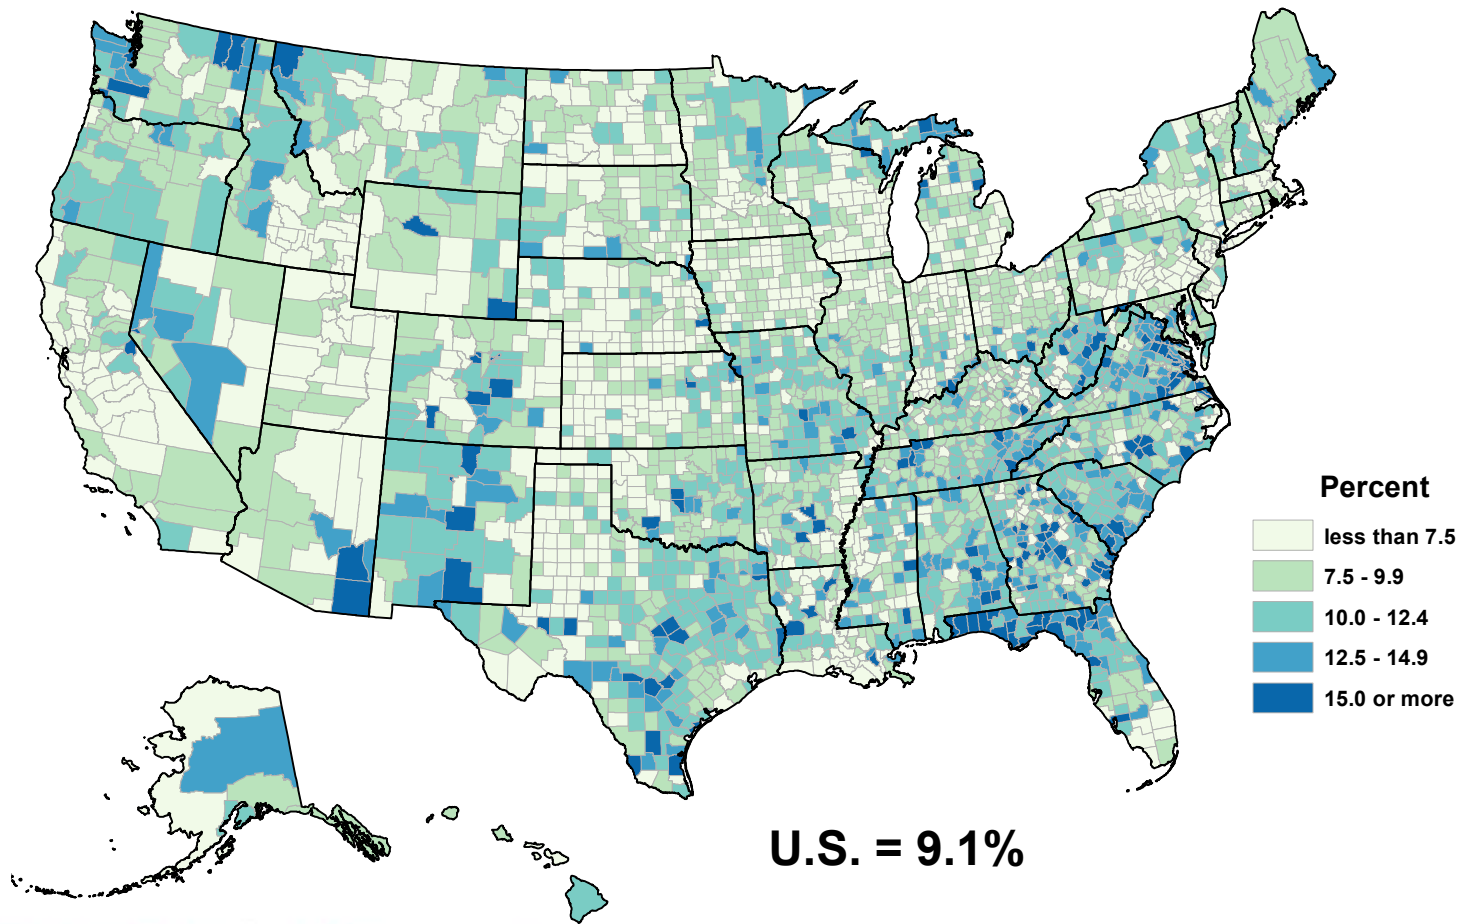 Percent
less than 7.5
7.5 - 9.9
10.0 - 12.4
12.5 - 14.9
15.0 or more
U.S. = 9.1%